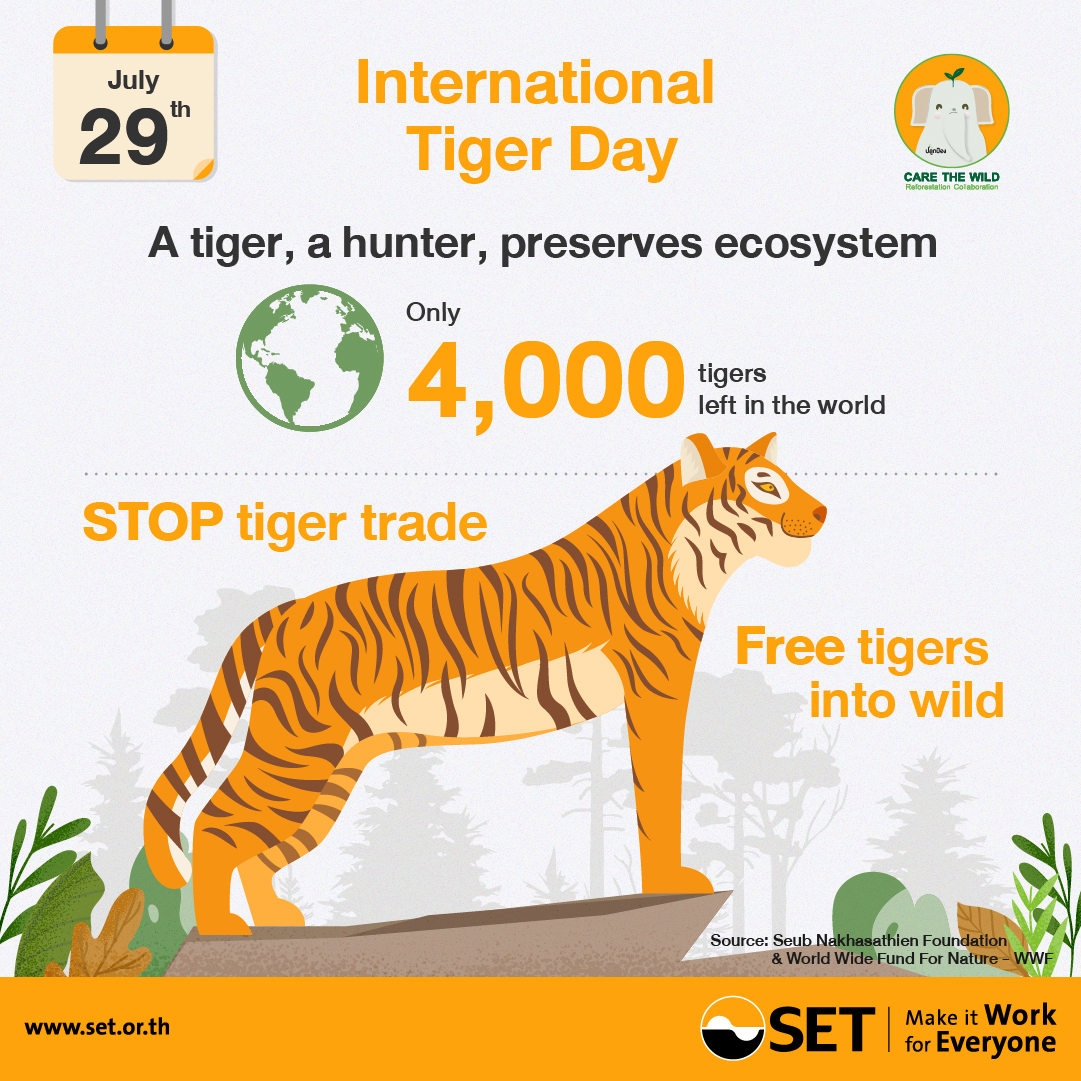 July
29th
International
Tiger Day
ปลูกป่อง
CARE THE WILD
Reforestation Collaboration
A tiger, a hunter, preserves ecosystem
Only
4,000
tigers
left in the world
STOP tiger trade
Free tigers
into wild
Source: Seub Nakhasathien Foundation
& World Wide Fund For Nature - WWF
www.set.or.th
SET
Make it Work
for Everyone